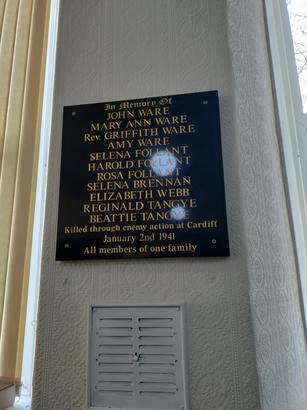 In Memory Of
JOHN WARE
MARY ANN WARE
Rev. GRIFFITH WARE
AMY WARE
SELENA FOLLANT
HAROLD FOLLANT
ROSA FOLLANT
SELENA BRENNAN
ELIZABETH WEBB
REGINALD TANGYE
BEATTIE TANGYE
Killed through enemy action at Cardiff
January 2nd 1941
All members of one family